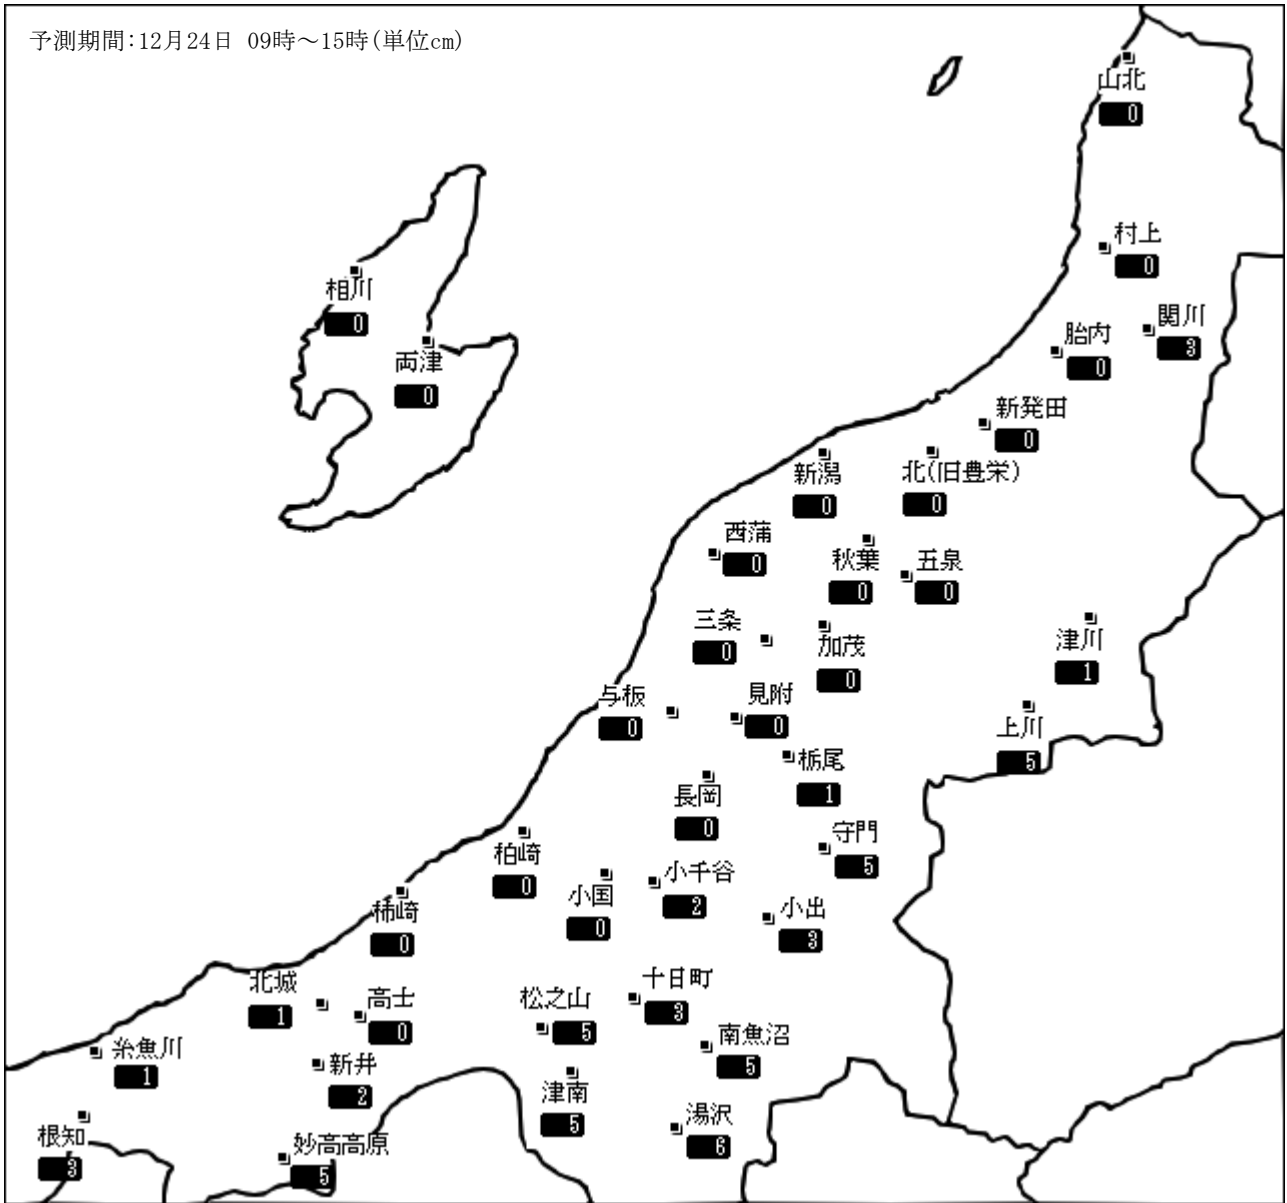 予測期間:12月24日 09時～15時(単位cm)
山北
0
村上
0
相川
0
関川
3
胎内
0
両津
0
新発田
0
新潟
0
北(旧豊栄)
0
西蒲
0
秋葉
0
五泉
0
三条
0
加茂
0
津川
1
与板
0
見附
0
上川
5
栃尾
1
長岡
0
守門
5
柏崎
0
小国
0
小千谷
2
小出
3
柿崎
0
北城
1
高士
0
松之山
5
十日町
3
南魚沼
5
糸魚川
1
新井
2
津南
5
湯沢
6
根知
3
妙高高原
5